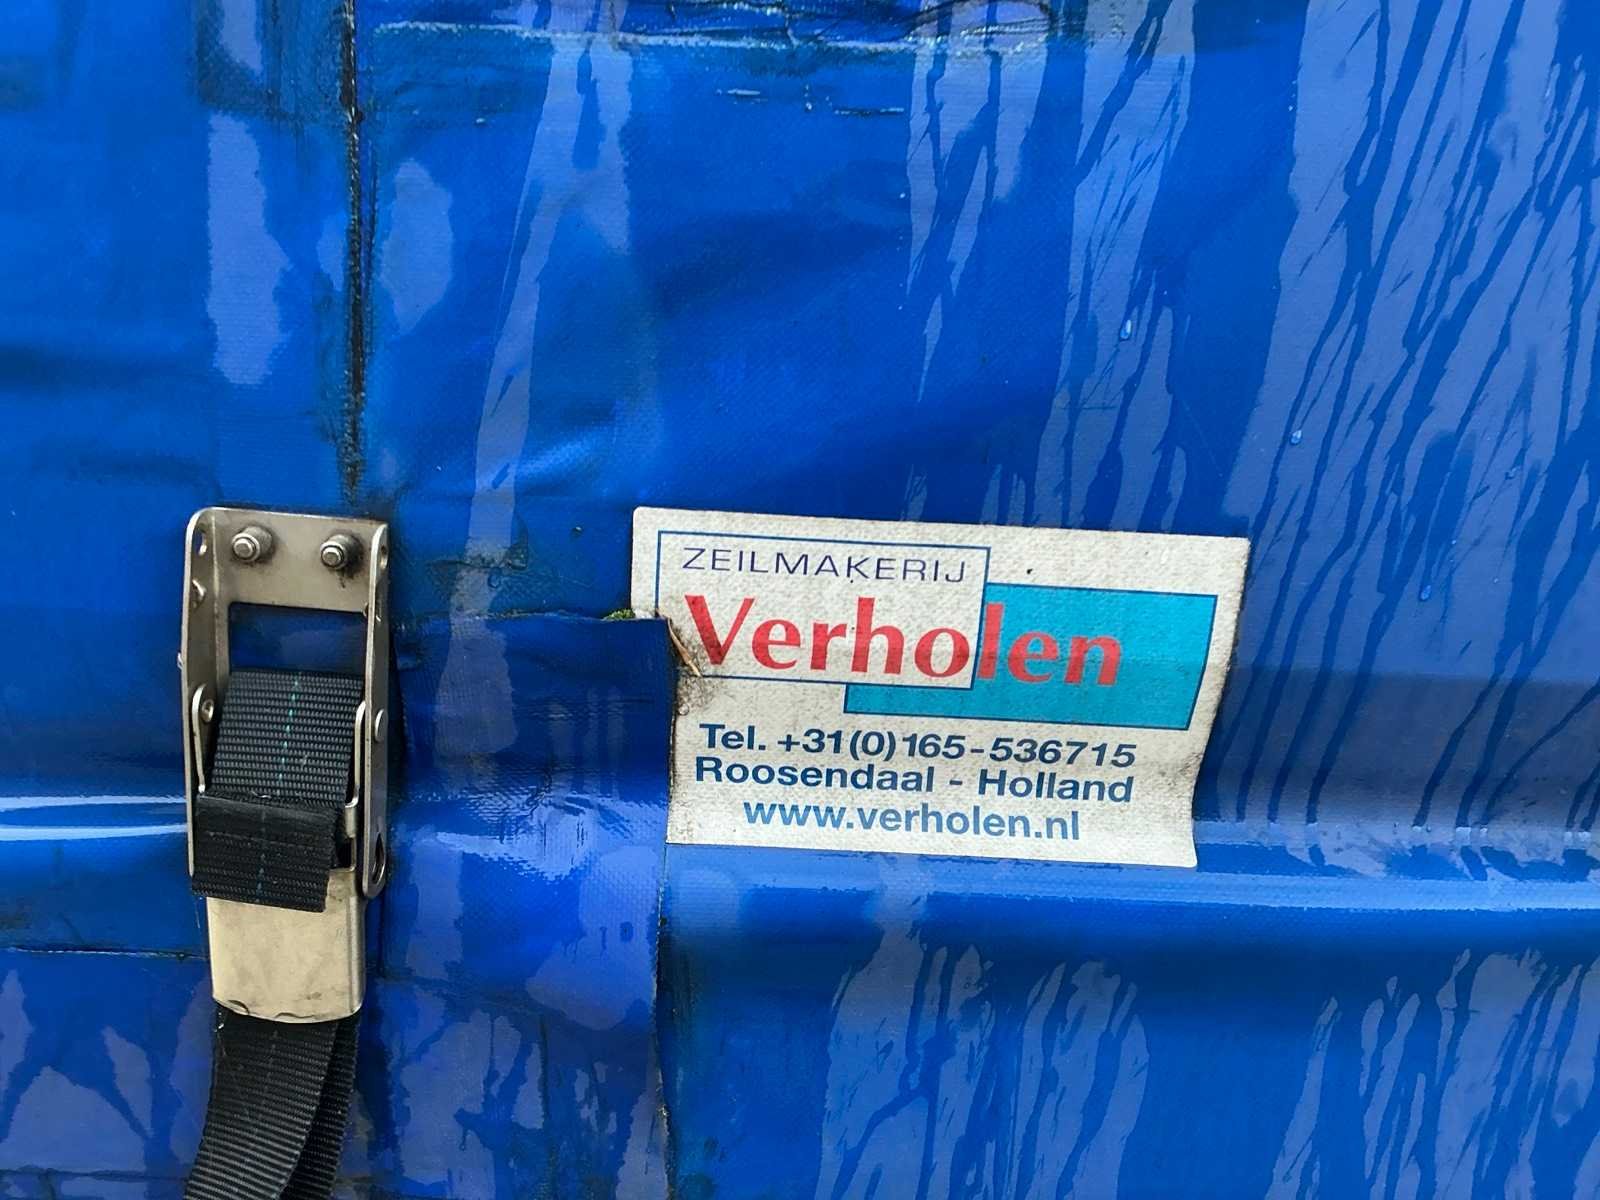 ZEILMAKERIJ
Verholen
Tel. +31(0)165-536715
Roosendaal - Holland
www.verholen.nl